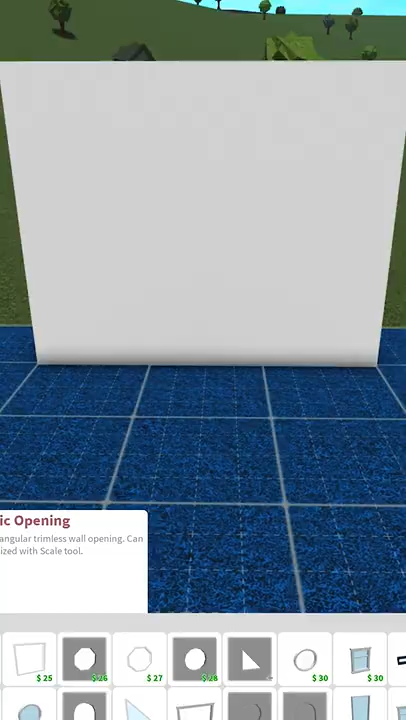 ic Opening
angular trimless wall opening. Can
ized with Scale tool.
$ 25
$ 26
$ 27
$ 28
$ 30
$ 30